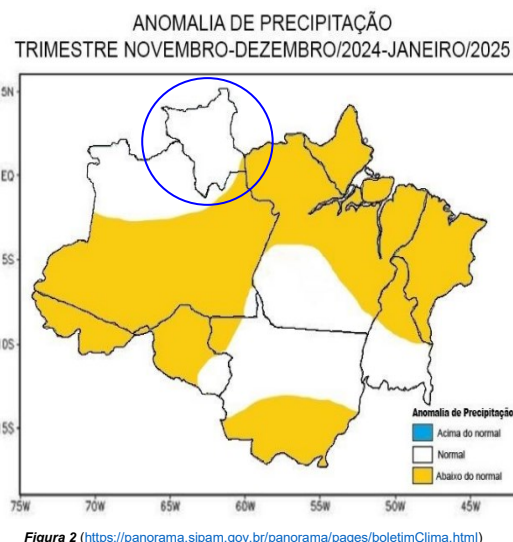 ANOMALIA DE PRECIPITAÇÃO
TRIMESTRE NOVEMBRO-DEZEMBRO/2024-JANEIRO/2025
5N
EQ
5S
10S
15S
Anomalia de Precipitação
Acima do normal
Normal
Abaixo do normal
75W 70W 65W 60W 55W 50W 45W
Figura 2 (https://panorama.sipam.gov.br/panorama/pages/boletimClima.html)